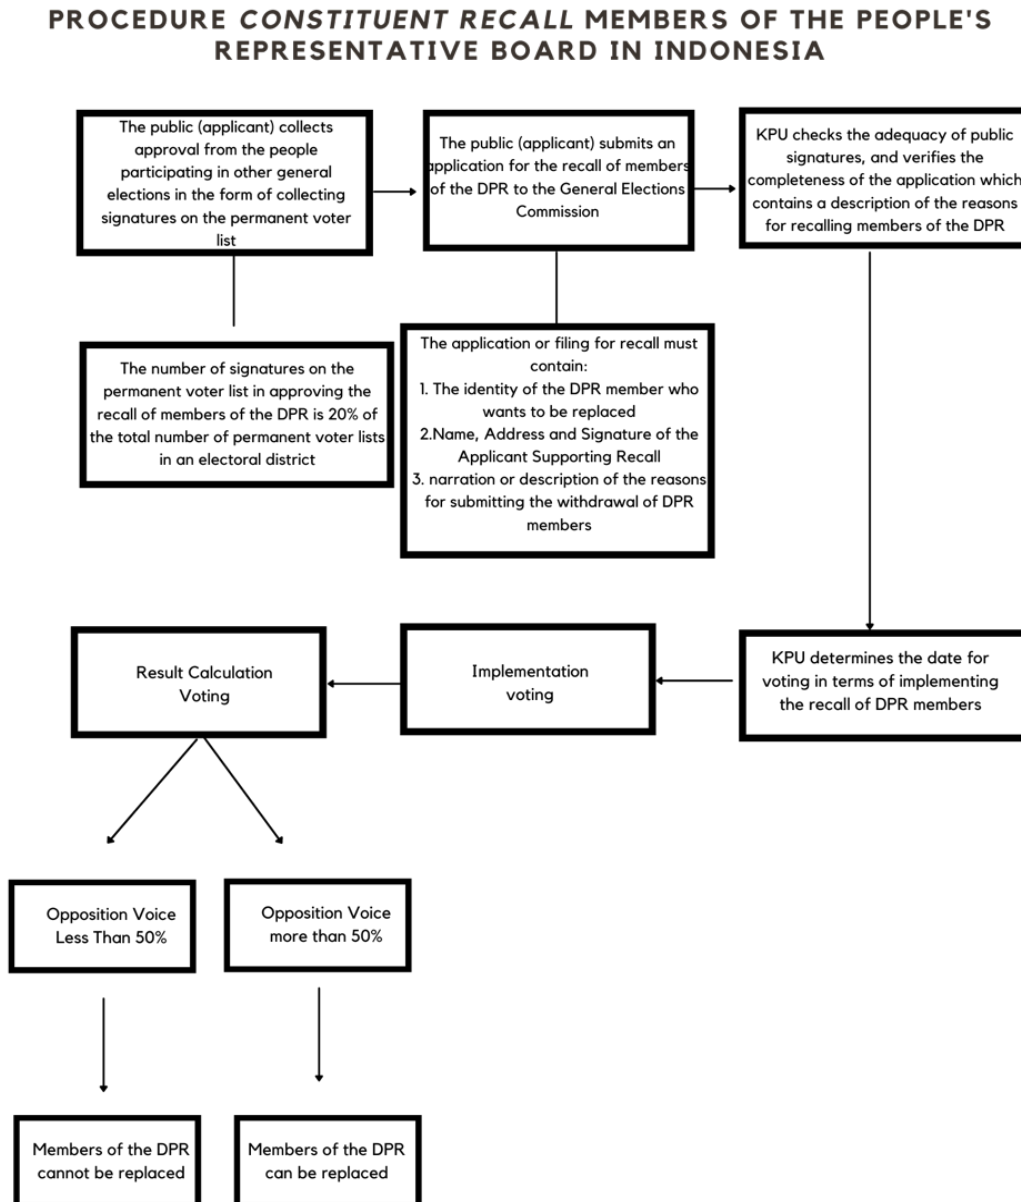 PROCEDURE CONSTITUENT RECALL MEMBERS OF THE PEOPLE'S
REPRESENTATIVE BOARD IN INDONESIA
The public (applicant) collects
approval from the people
participating in other general
elections in the form of collecting
signatures on the permanent voter
list
The public (applicant) submits an
application for the recall of members
of the DPR to the General Elections
Commission
KPU checks the adequacy of public
signatures, and verifies the
completeness of the application which
contains a description of the reasons
for recalling members of the DPR
The number of signatures on the
permanent voter list in approving the
recall of members of the DPR is 20% of
the total number of permanent voter lists
in an electoral district
The application or filing for recall must
contain:
1. The identity of the DPR member who
wants to be replaced
2.Name, Address and Signature of the
Applicant Supporting Recall
3. narration or description of the reasons
for submitting the withdrawal of DPR
members
Result Calculation
Voting
Implementation
voting
KPU determines the date for
voting in terms of implementing
the recall of DPR members
Opposition Voice
Less Than 50%
Opposition Voice
more than 50%
Members of the DPR
cannot be replaced
Members of the DPR
can be replaced